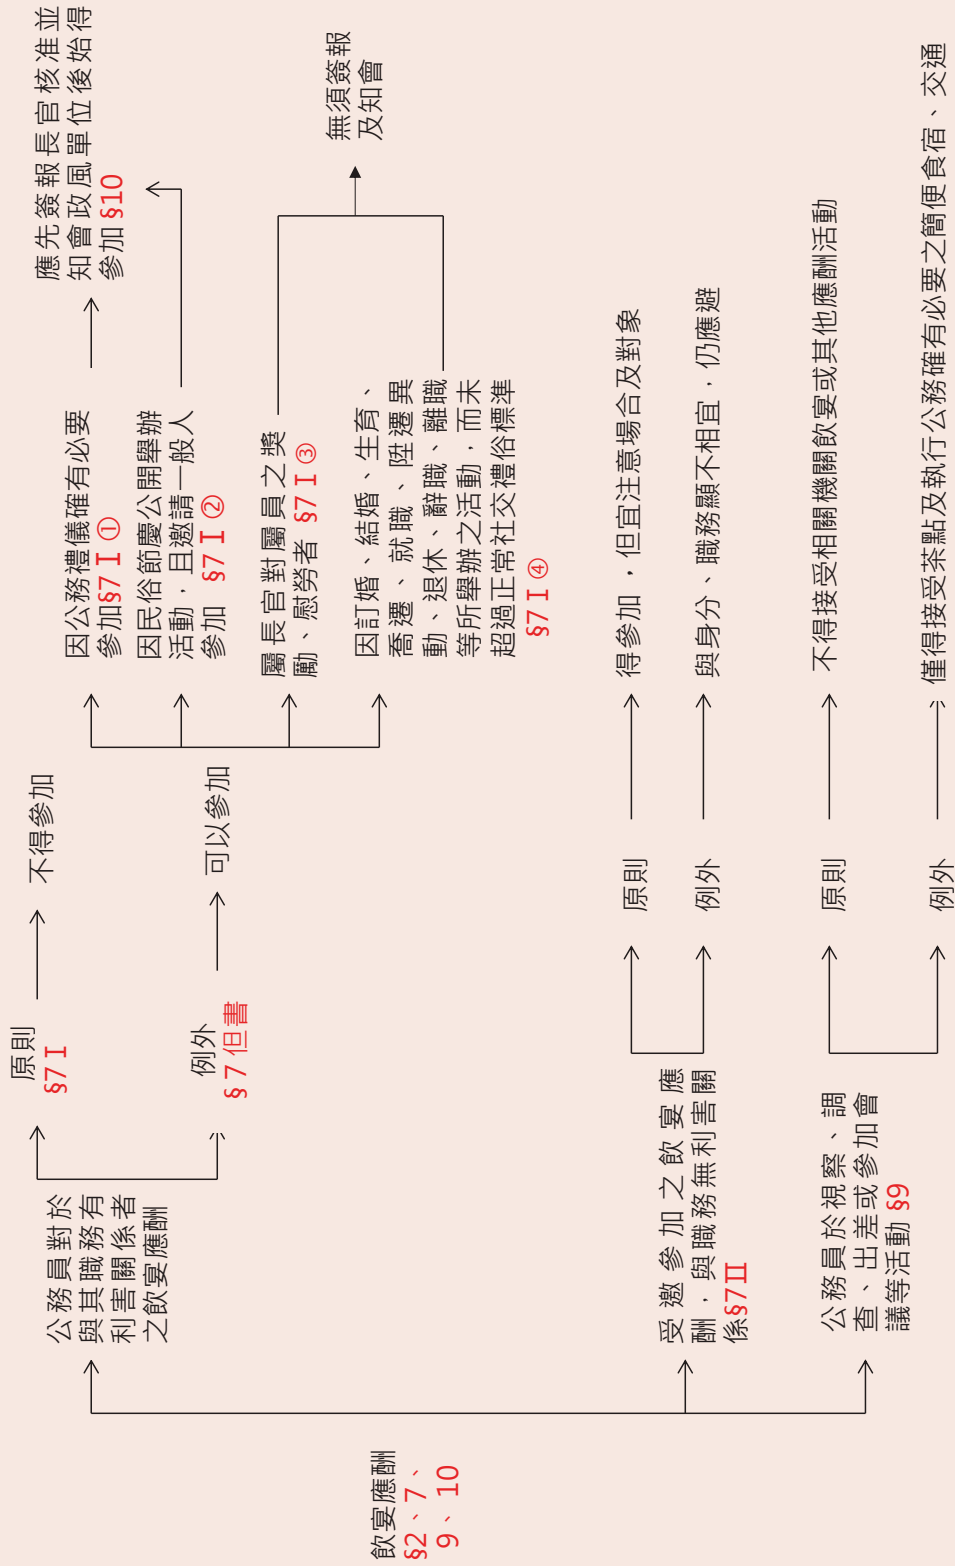 飲宴應酬
§2、7、
9、10
公務員對於
與其職務有
利害關係者
之飲宴應酬
原則
§7 I
不得參加
例外
§7 但書
可以參加
因公務禮儀確有必要
參加§7 I ①
應先簽報長官核准並
知會政風單位後始得
參加 §10
因民俗節慶公開舉辦
活動，且邀請一般人
參加 §7 I ②
屬長官對屬員之獎
勵、慰勞者 §7 I ③
因訂婚、結婚、生育、
喬遷、就職、陞遷異
動、退休、辭職、離職
等所舉辦之活動，而未
超過正常社交禮俗標準
§7 I ④
無須簽報
及知會
受邀參加之飲宴應
酬，與職務無利害關
係§7II
原則
得參加，但宜注意場合及對象
例外
與身分、職務顯不相宜，仍應避
公務員於視察、調
查、出差或參加會
議等活動 §9
原則
不得接受相關機關飲宴或其他應酬活動
例外
僅得接受茶點及執行公務確有必要之簡便食宿、交通